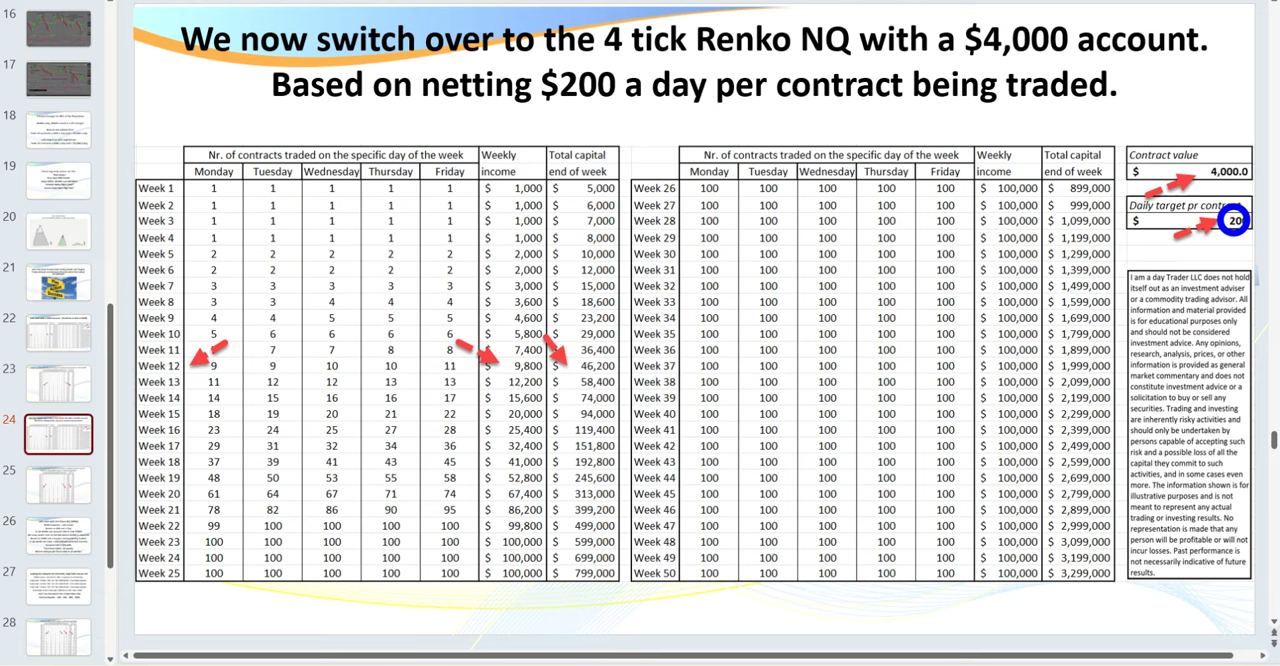 16
17
18
19
20
21
22
23
24
25
26
27
28
We now switch over to the 4 tick Renko NQ with a $4,000 account.
Based on netting $200 a day per contract being traded.
Nr. of contracts traded on the specific day of the week Weekly Total capital
Monday Tuesday Wednesday Thursday Friday income end of week
Week 1 1 1 1 1 1 $ 1,000 $ 5,000
Week 2 1 1 1 1 1 $ 1,000 $ 6,000
Week 3 1 1 1 1 1 $ 1,000 $ 7,000
Week 4 1 1 1 1 1 $ 1,000 $ 8,000
Week 5 2 2 2 2 2 $ 2,000 $ 10,000
Week 6 2 2 2 2 2 $ 2,000 $ 12,000
Week 7 3 3 3 3 3 $ 3,000 $ 15,000
Week 8 3 3 4 4 4 $ 3,600 $ 18,600
Week 9 4 4 5 5 5 $ 4,600 $ 23,200
Week 10 5 6 6 6 6 $ 5,800 $ 29,000
Week 11 7 7 8 8 $ 7,400 $ 36,400
Week 12 9 9 10 10 11 $ 9,800 $ 46,200
Week 13 11 12 12 13 13 $ 12,200 $ 58,400
Week 14 14 15 16 16 17 $ 15,600 $ 74,000
Week 15 18 19 20 21 22 $ 20,000 $ 94,000
Week 16 23 24 25 27 28 $ 25,400 $ 119,400
Week 17 29 31 32 34 36 $ 32,400 $ 151,800
Week 18 37 39 41 43 45 $ 41,000 $ 192,800
Week 19 48 50 53 55 58 $ 52,800 $ 245,600
Week 20 61 64 67 71 74 $ 67,400 $ 313,000
Week 21 78 82 86 90 95 $ 86,200 $ 399,200
Week 22 99 100 100 100 100 $ 99,800 $ 499,000
Week 23 100 100 100 100 100 $ 100,000 $ 599,000
Week 24 100 100 100 100 100 $ 100,000 $ 699,000
Week 25 100 100 100 100 100 $ 100,000 $ 799,000
Nr. of contracts traded on the specific day of the week Weekly Total capital
Monday Tuesday Wednesday Thursday Friday income end of week
Week 26 100 100 100 100 100 $ 100,000 $ 899,000
Week 27 100 100 100 100 100 $ 100,000 $ 999,000
Week 28 100 100 100 100 100 $ 100,000 $ 1,099,000
Week 29 100 100 100 100 100 $ 100,000 $ 1,199,000
Week 30 100 100 100 100 100 $ 100,000 $ 1,299,000
Week 31 100 100 100 100 100 $ 100,000 $ 1,399,000
Week 32 100 100 100 100 100 $ 100,000 $ 1,499,000
Week 33 100 100 100 100 100 $ 100,000 $ 1,599,000
Week 34 100 100 100 100 100 $ 100,000 $ 1,699,000
Week 35 100 100 100 100 100 $ 100,000 $ 1,799,000
Week 36 100 100 100 100 100 $ 100,000 $ 1,899,000
Week 37 100 100 100 100 100 $ 100,000 $ 1,999,000
Week 38 100 100 100 100 100 $ 100,000 $ 2,099,000
Week 39 100 100 100 100 100 $ 100,000 $ 2,199,000
Week 40 100 100 100 100 100 $ 100,000 $ 2,299,000
Week 41 100 100 100 100 100 $ 100,000 $ 2,399,000
Week 42 100 100 100 100 100 $ 100,000 $ 2,499,000
Week 43 100 100 100 100 100 $ 100,000 $ 2,599,000
Week 44 100 100 100 100 100 $ 100,000 $ 2,699,000
Week 45 100 100 100 100 100 $ 100,000 $ 2,799,000
Week 46 100 100 100 100 100 $ 100,000 $ 2,899,000
Week 47 100 100 100 100 100 $ 100,000 $ 2,999,000
Week 48 100 100 100 100 100 $ 100,000 $ 3,099,000
Week 49 100 100 100 100 100 $ 100,000 $ 3,199,000
Week 50 100 100 100 100 100 $ 100,000 $ 3,299,000
Contract value
$ 4,000.0
Daily target pr contract
$ 200
I am a day Trader LLC does not hold
itself out as an investment adviser
or a commodity trading advisor. All
information and material provided
is for educational purposes only
and should not be considered
investment advice. Any opinions,
research, analysis, prices, or other
information is provided as general
market commentary and does not
constitute investment advice or a
solicitation to buy or sell any
securities. Trading and investing
are inherently risky activities and
should only be undertaken by
persons capable of accepting such
risk and a possible loss of all the
capital they commit to such
activities, and in some cases even
more. The information shown is for
illustrative purposes and is not
meant to represent any actual
trading or investing results. No
representation is made that any
person will be profitable or will not
incur losses. Past performance is
not necessarily indicative of future
results.